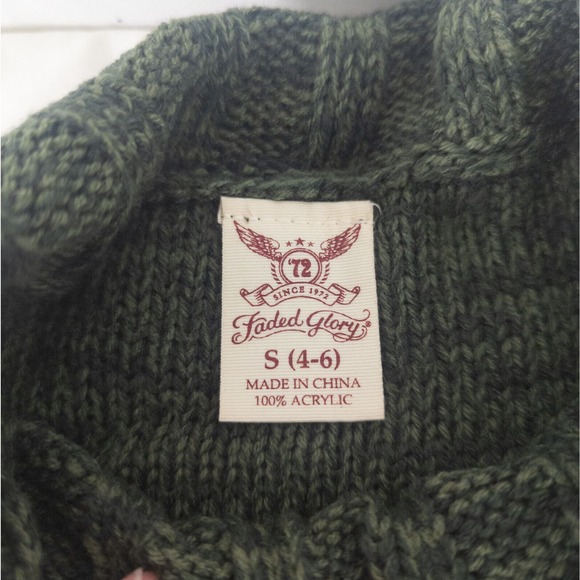 '72
SINCE 1972
Faded Glory®
S (4-6)
MADE IN CHINA
100% ACRYLIC